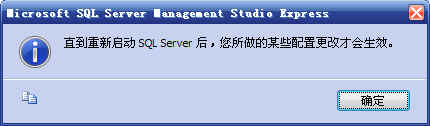 Microsoft SQL Server Management Studio Express
直到重新启动 SQL Server 后，您所做的某些配置更改才会生效。
确定